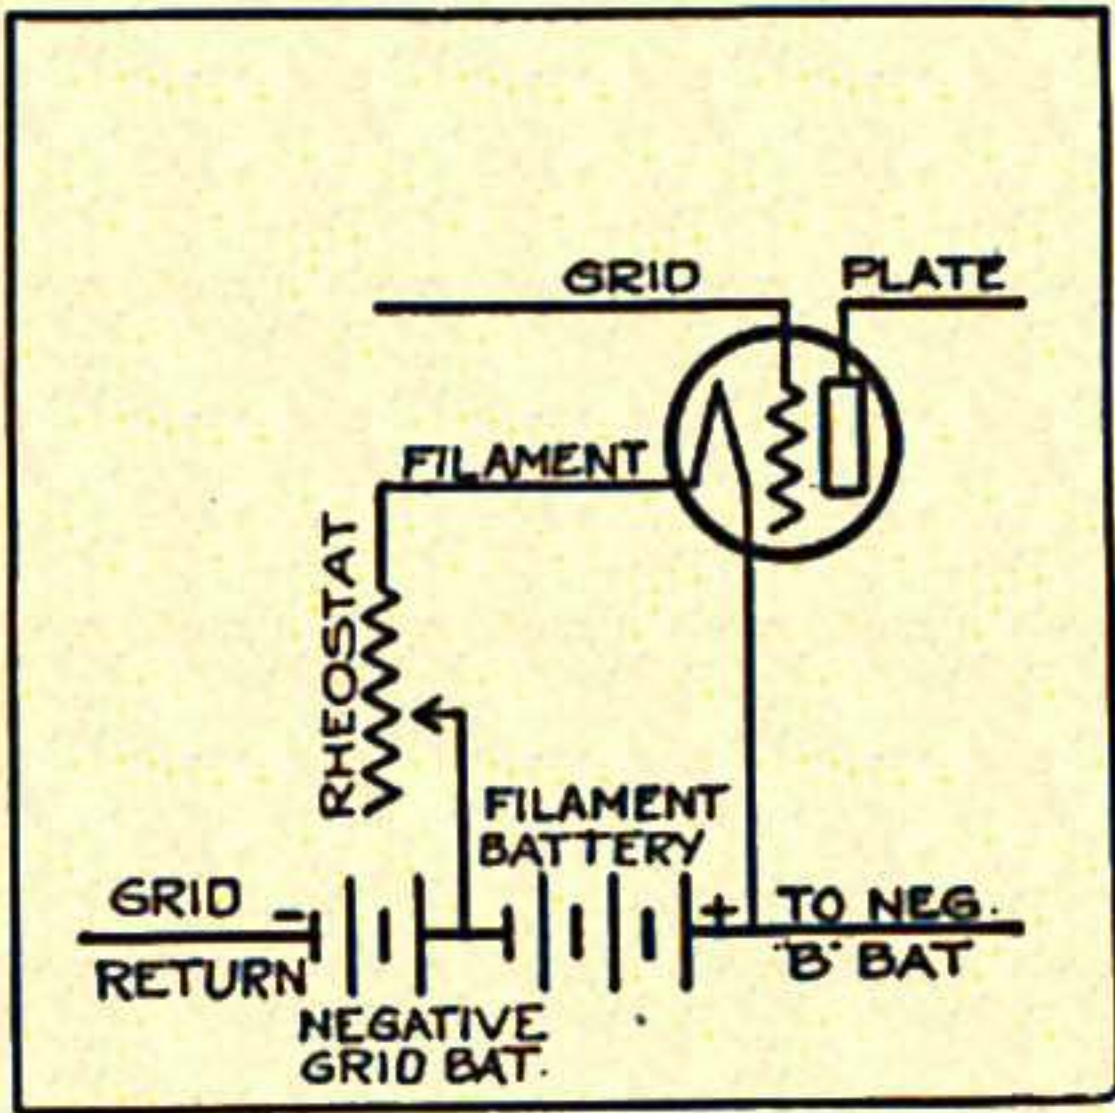 GRID
PLATE
FILAMENT
RHEOSTAT
FILAMENT
BATTERY
GRID
RETURN
- +
TO NEG.
"B" BAT
NEGATIVE
GRID BAT.